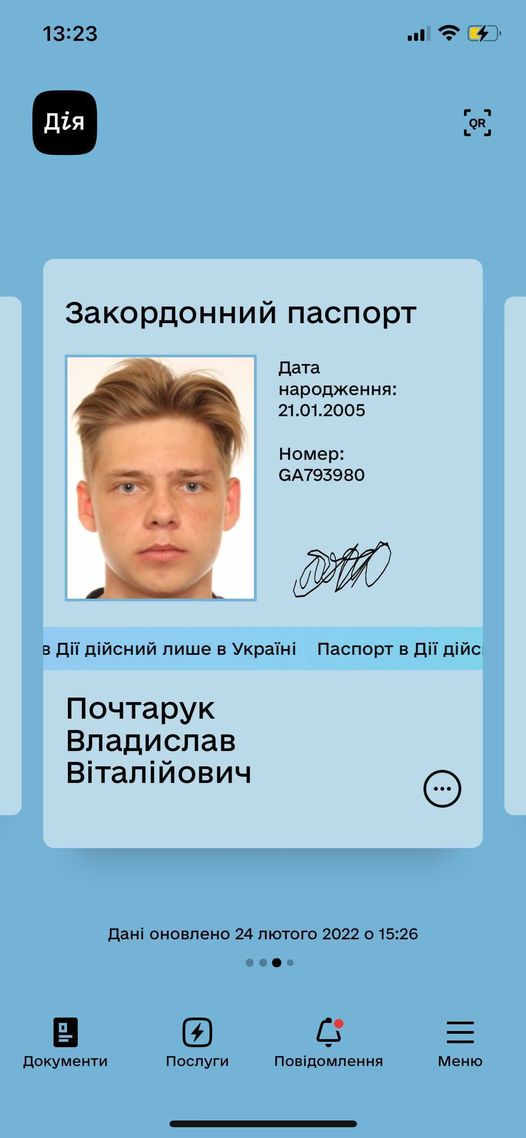 13:23
Дія
QR
Закордонний паспорт
Дата
народження:
21.01.2005
Номер:
GA793980
в Дії дійсний лише в Україні Паспорт в Дії дійс
Почтарук
Владислав
Віталійович
Дані оновлено 24 лютого 2022 о 15:26
Документи Послуги Повідомлення Меню